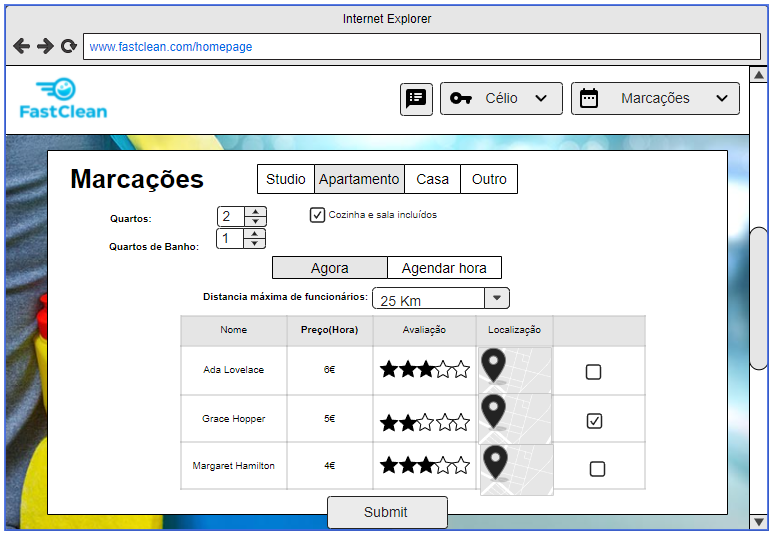 Internet Explorer
www.fastclean.com/homepage
FastClean
Célio
Marcações
Marcações
Studio
Apartamento
Casa
Outro
Quartos:
2
Cozinha e sala incluídos
Quartos de Banho:
1
Agora
Agendar hora
Distancia máxima de funcionários:
25 Km
Nome
Preço(Hora)
Avaliação
Localização
Ada Lovelace
6€
Grace Hopper
5€
Margaret Hamilton
4€
Submit